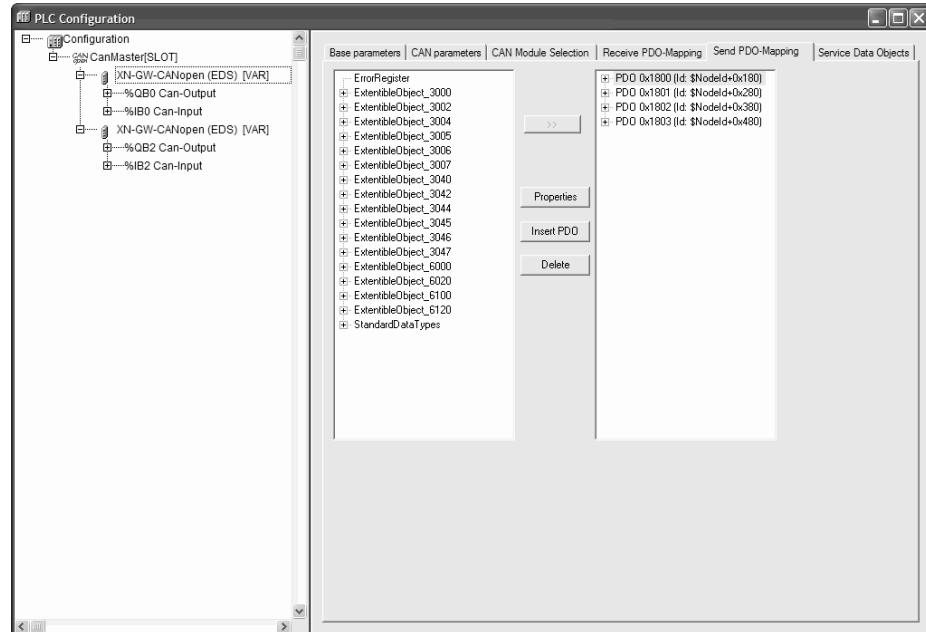 PLC Configuration
Configuration
CAN open CanMaster[SLOT]
XN-GW-CANopen (EDS) [VAR]
%QB0 Can-Output
%IB0 Can-Input
XN-GW-CANopen (EDS) [VAR]
%QB2 Can-Output
%IB2 Can-Input
Base parameters CAN parameters CAN Module Selection Receive PDO-Mapping Send PDO-Mapping Service Data Objects
ErrorRegister
ExtentibleObject_3000
ExtentibleObject_3002
ExtentibleObject_3004
ExtentibleObject_3005
ExtentibleObject_3006
ExtentibleObject_3007
ExtentibleObject_3040
ExtentibleObject_3042
ExtentibleObject_3044
ExtentibleObject_3045
ExtentibleObject_3046
ExtentibleObject_3047
ExtentibleObject_6000
ExtentibleObject_6020
ExtentibleObject_6100
ExtentibleObject_6120
StandardDataTypes
>>
Properties
Insert PDO
Delete
PDO 0x1800 (Id: $NodeId+0x180)
PDO 0x1801 (Id: $NodeId+0x280)
PDO 0x1802 (Id: $NodeId+0x380)
PDO 0x1803 (Id: $NodeId+0x480)